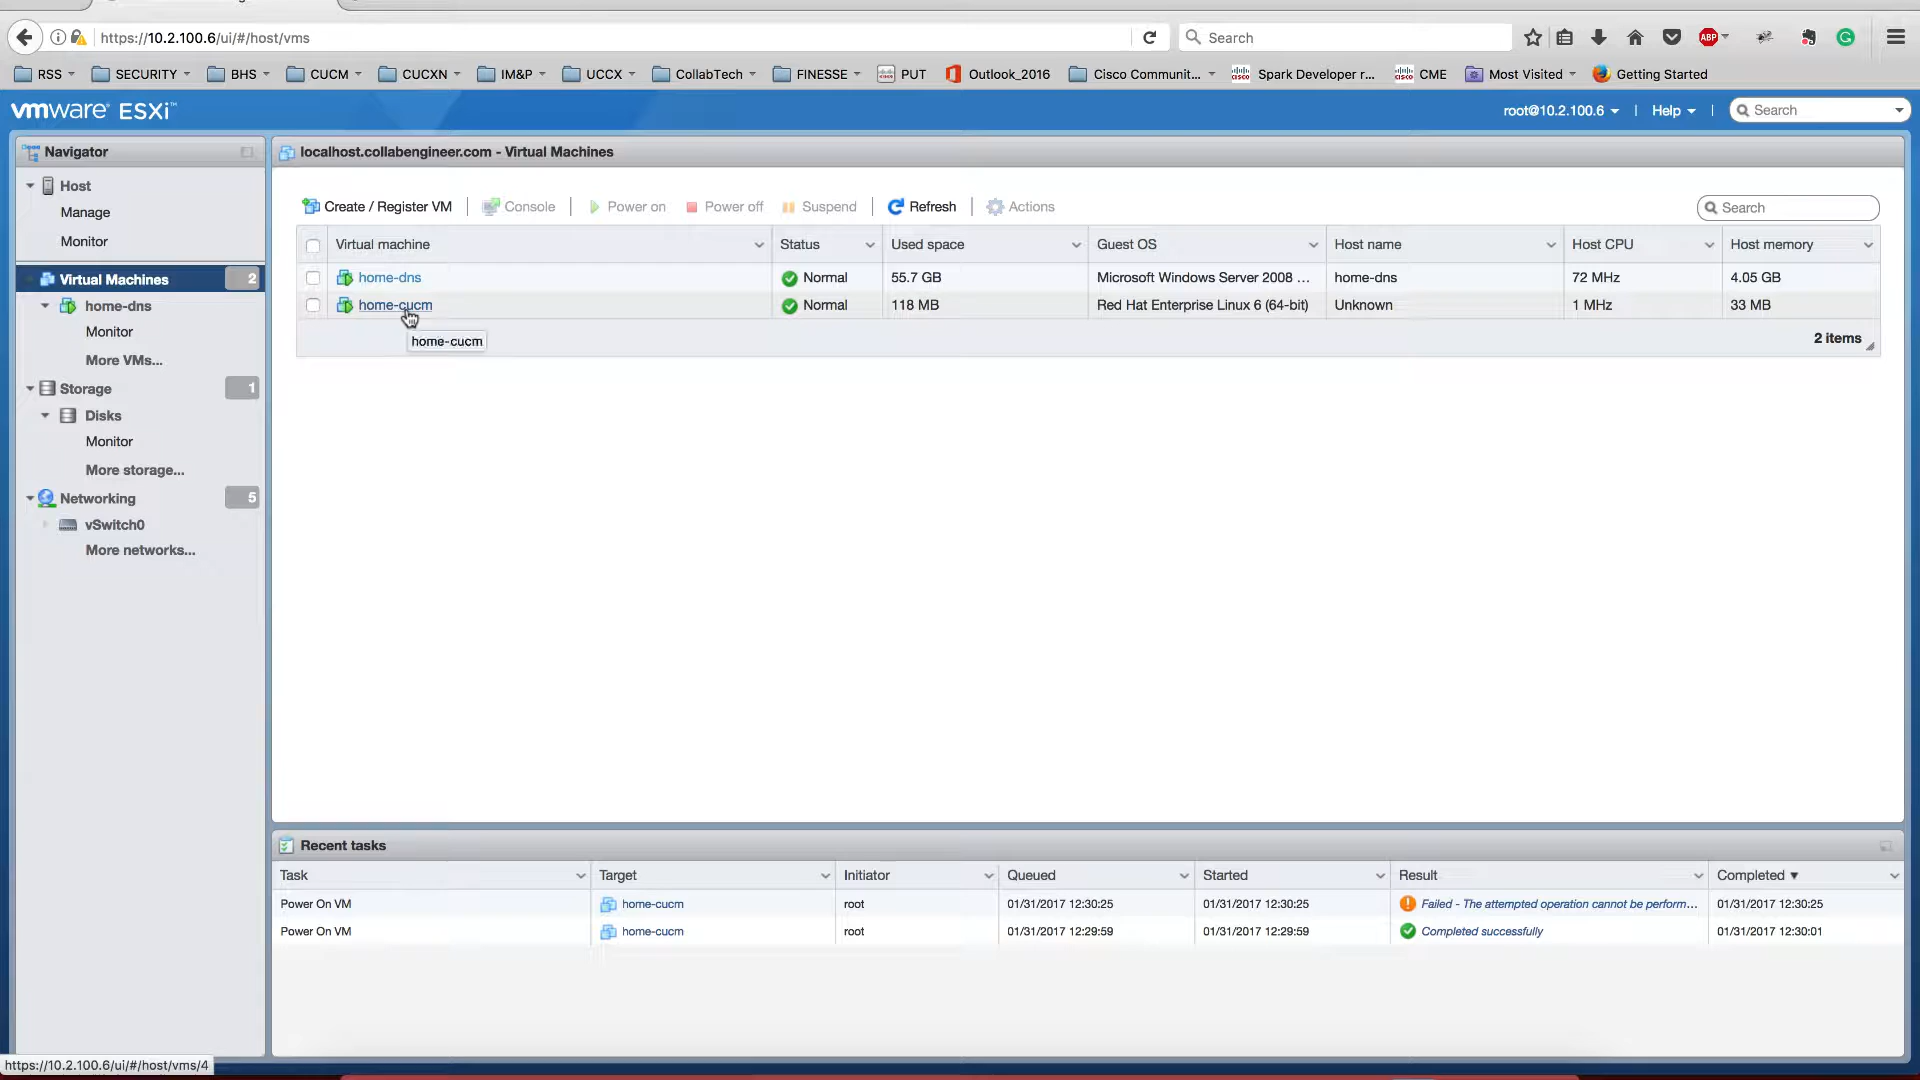 https://10.2.100.6/ui/#/host/vms
Search
RSS
SECURITY
BHS
CUCM
CUCXN
IM&P
UCCX
CollabTech
FINESSE
PUT
Outlook_2016
Cisco Communit...
Spark Developer r...
CME
Most Visited
Getting Started
ABP
vmware ESXi™
root@10.2.100.6
Help
Search
Navigator
Host
Manage
Monitor
Virtual Machines 2
home-dns
Monitor
More VMs...
Storage 1
Disks
Monitor
More storage...
Networking 5
vSwitch0
More networks...
localhost.collabengineer.com - Virtual Machines
Create / Register VM | Console | Power on Power off Suspend | Refresh | Actions
Search
Virtual machine Status Used space Guest OS Host name Host CPU Host memory
home-dns Normal 55.7 GB Microsoft Windows Server 2008 ... home-dns 72 MHz 4.05 GB
home-cucm Normal 118 MB Red Hat Enterprise Linux 6 (64-bit) Unknown 1 MHz 33 MB
home-cucm
2 items
Recent tasks
Task Target Initiator Queued Started Result Completed ▼
Power On VM home-cucm root 01/31/2017 12:30:25 01/31/2017 12:30:25 Failed - The attempted operation cannot be perform... 01/31/2017 12:30:25
Power On VM home-cucm root 01/31/2017 12:29:59 01/31/2017 12:29:59 Completed successfully 01/31/2017 12:30:01
https://10.2.100.6/ui/#/host/vms/4